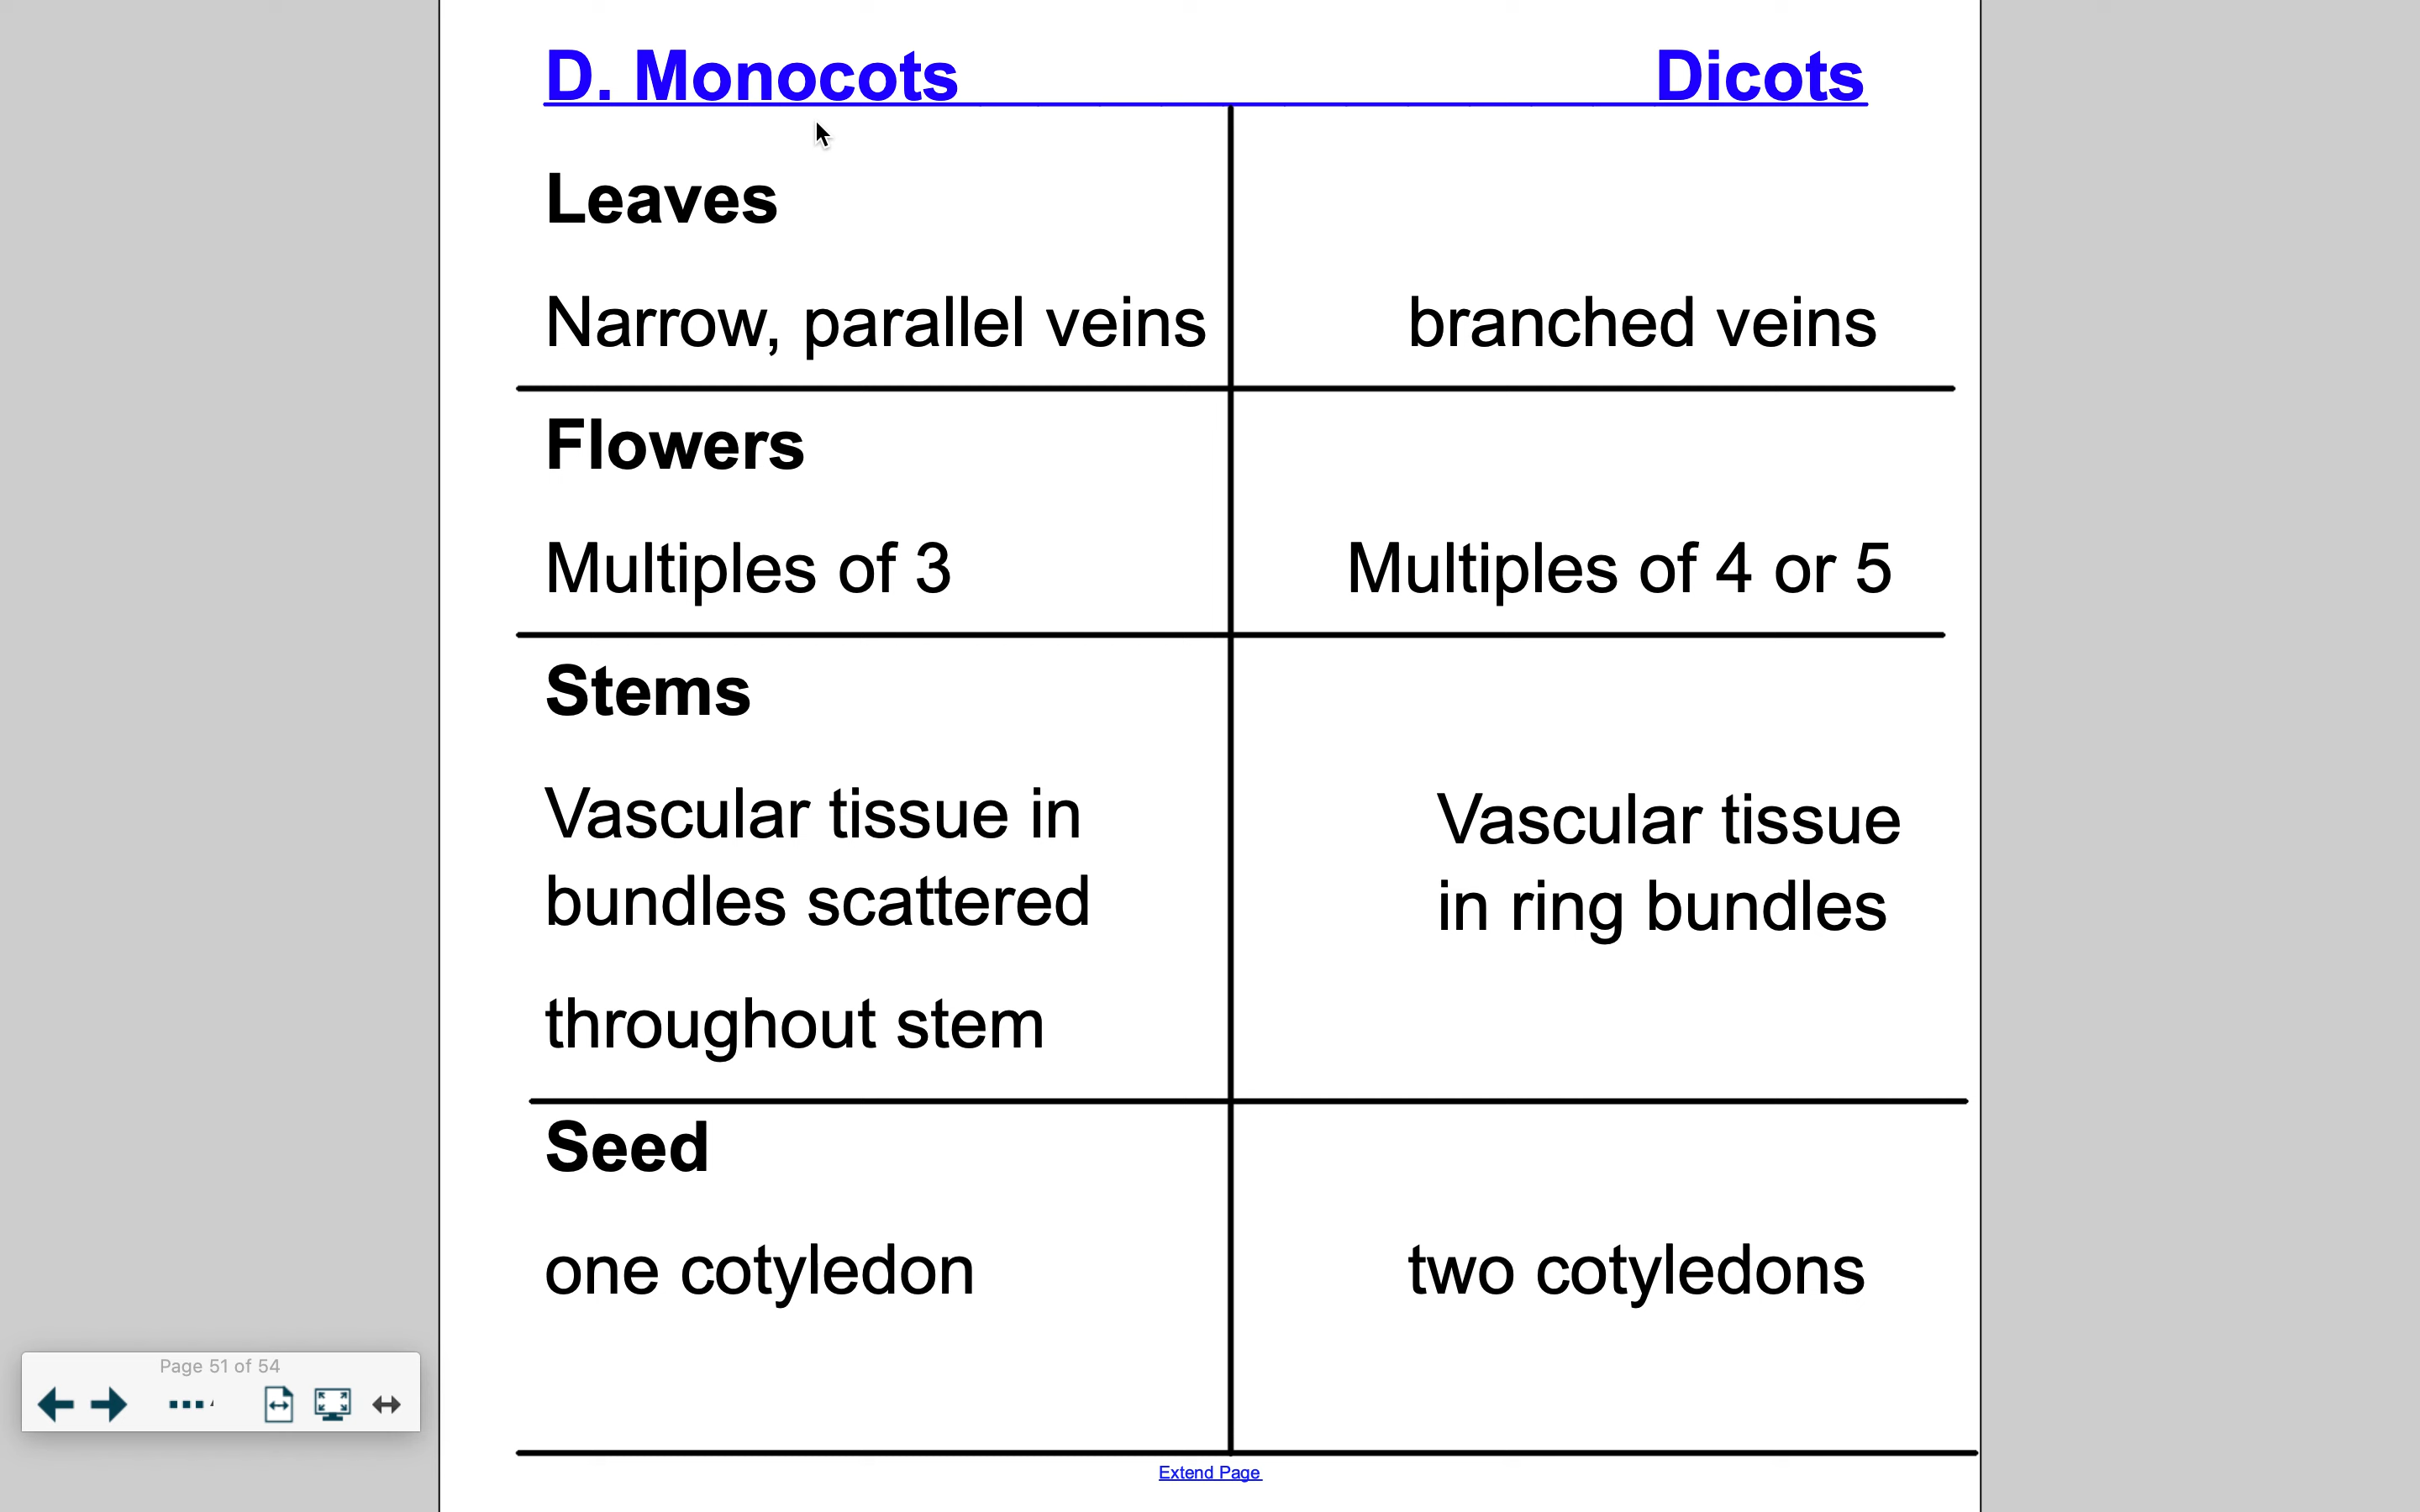 D. Monocots Dicots
Leaves
Narrow, parallel veins branched veins
Flowers
Multiples of 3 Multiples of 4 or 5
Stems
Vascular tissue in Vascular tissue
bundles scattered in ring bundles
throughout stem
Seed
one cotyledon two cotyledons
Page 51 of 54
Extend Page